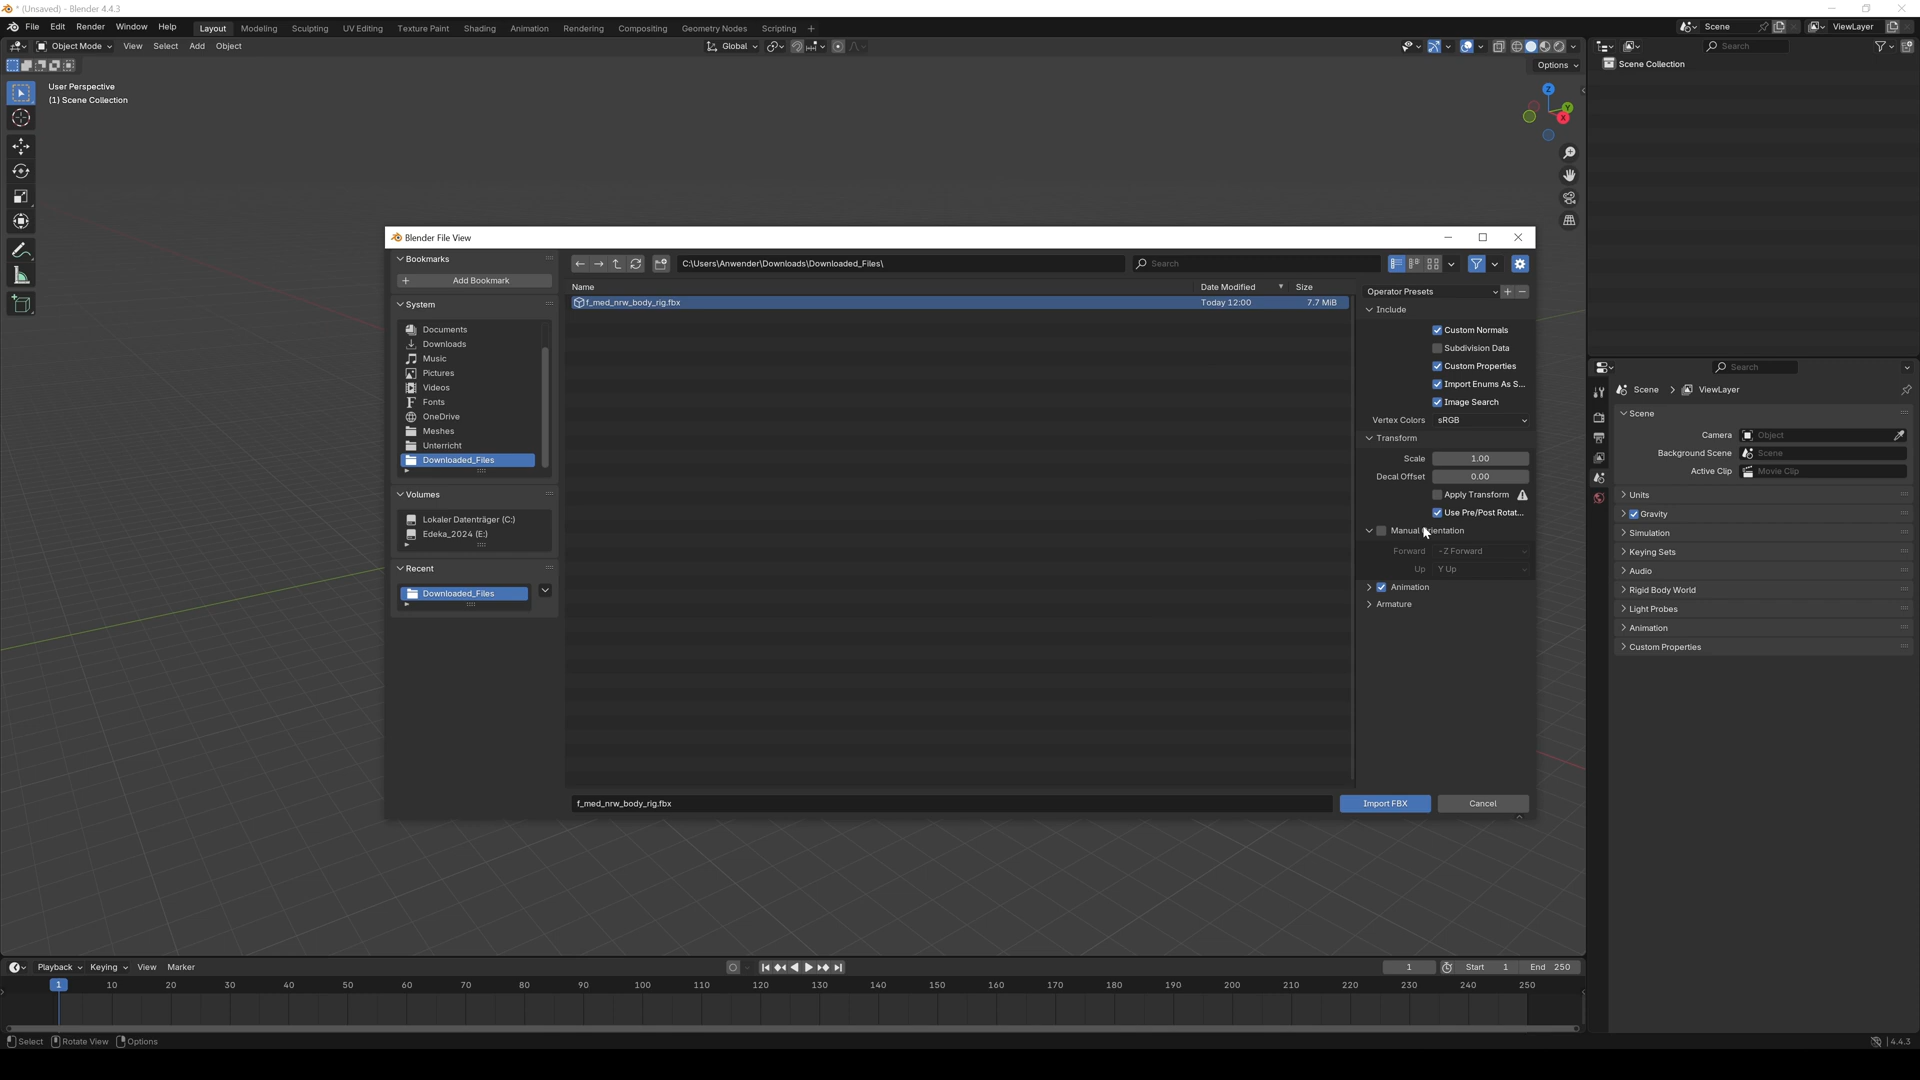 * (Unsaved) - Blender 4.4.3
File Edit Render Window Help Layout Modeling Sculpting UV Editing Texture Paint Shading Animation Rendering Compositing Geometry Nodes Scripting + Scene ViewLayer
Object Mode View Select Add Object Global Search
Options
User Perspective
(1) Scene Collection
Scene Collection
Z
Y
X
Blender File View
Bookmarks
+ Add Bookmark
System
Documents
Downloads
Music
Pictures
Videos
Fonts
OneDrive
Meshes
Unterricht
Downloaded_Files
Volumes
Lokaler Datenträger (C:)
Edeka_2024 (E:)
Recent
Downloaded_Files
C:\Users\Anwender\Downloads\Downloaded_Files\ Search
Name Date Modified Size
f_med_nrw_body_rig.fbx Today 12:00 7.7 MiB
f_med_nrw_body_rig.fbx Import FBX Cancel
Operator Presets
Include
Custom Normals
Subdivision Data
Custom Properties
Import Enums As S...
Image Search
Vertex Colors sRGB
Transform
Scale 1.00
Decal Offset 0.00
Apply Transform
Use Pre/Post Rotat...
Manual Orientation
Forward -Z Forward
Up Y Up
Animation
Armature
Search
Scene > ViewLayer
Scene
Camera Object
Background Scene Scene
Active Clip Movie Clip
Units
Gravity
Simulation
Keying Sets
Audio
Rigid Body World
Light Probes
Animation
Custom Properties
Playback Keying View Marker 1 Start 1 End 250
1 10 20 30 40 50 60 70 80 90 100 110 120 130 140 150 160 170 180 190 200 210 220 230 240 250
Select Rotate View Options 4.4.3